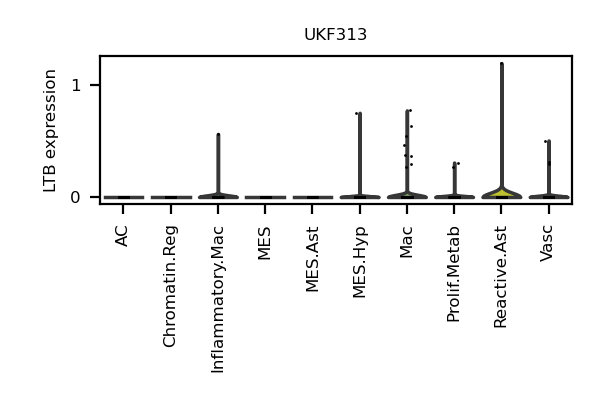 UKF313
LTB expression
1
0
AC
Chromatin.Reg
Inflammatory.Mac
MES
MES.Ast
MES.Hyp
Mac
Prolif.Metab
Reactive.Ast
Vasc